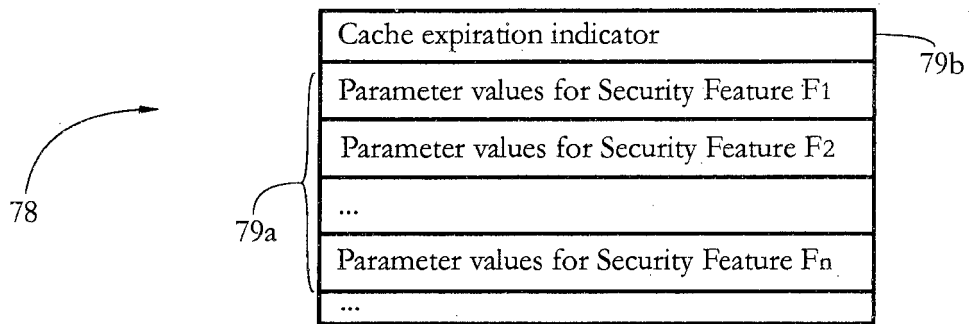 Cache expiration indicator
79b
Parameter values for Security Feature F1
Parameter values for Security Feature F2
78
79a
...
Parameter values for Security Feature Fn
...